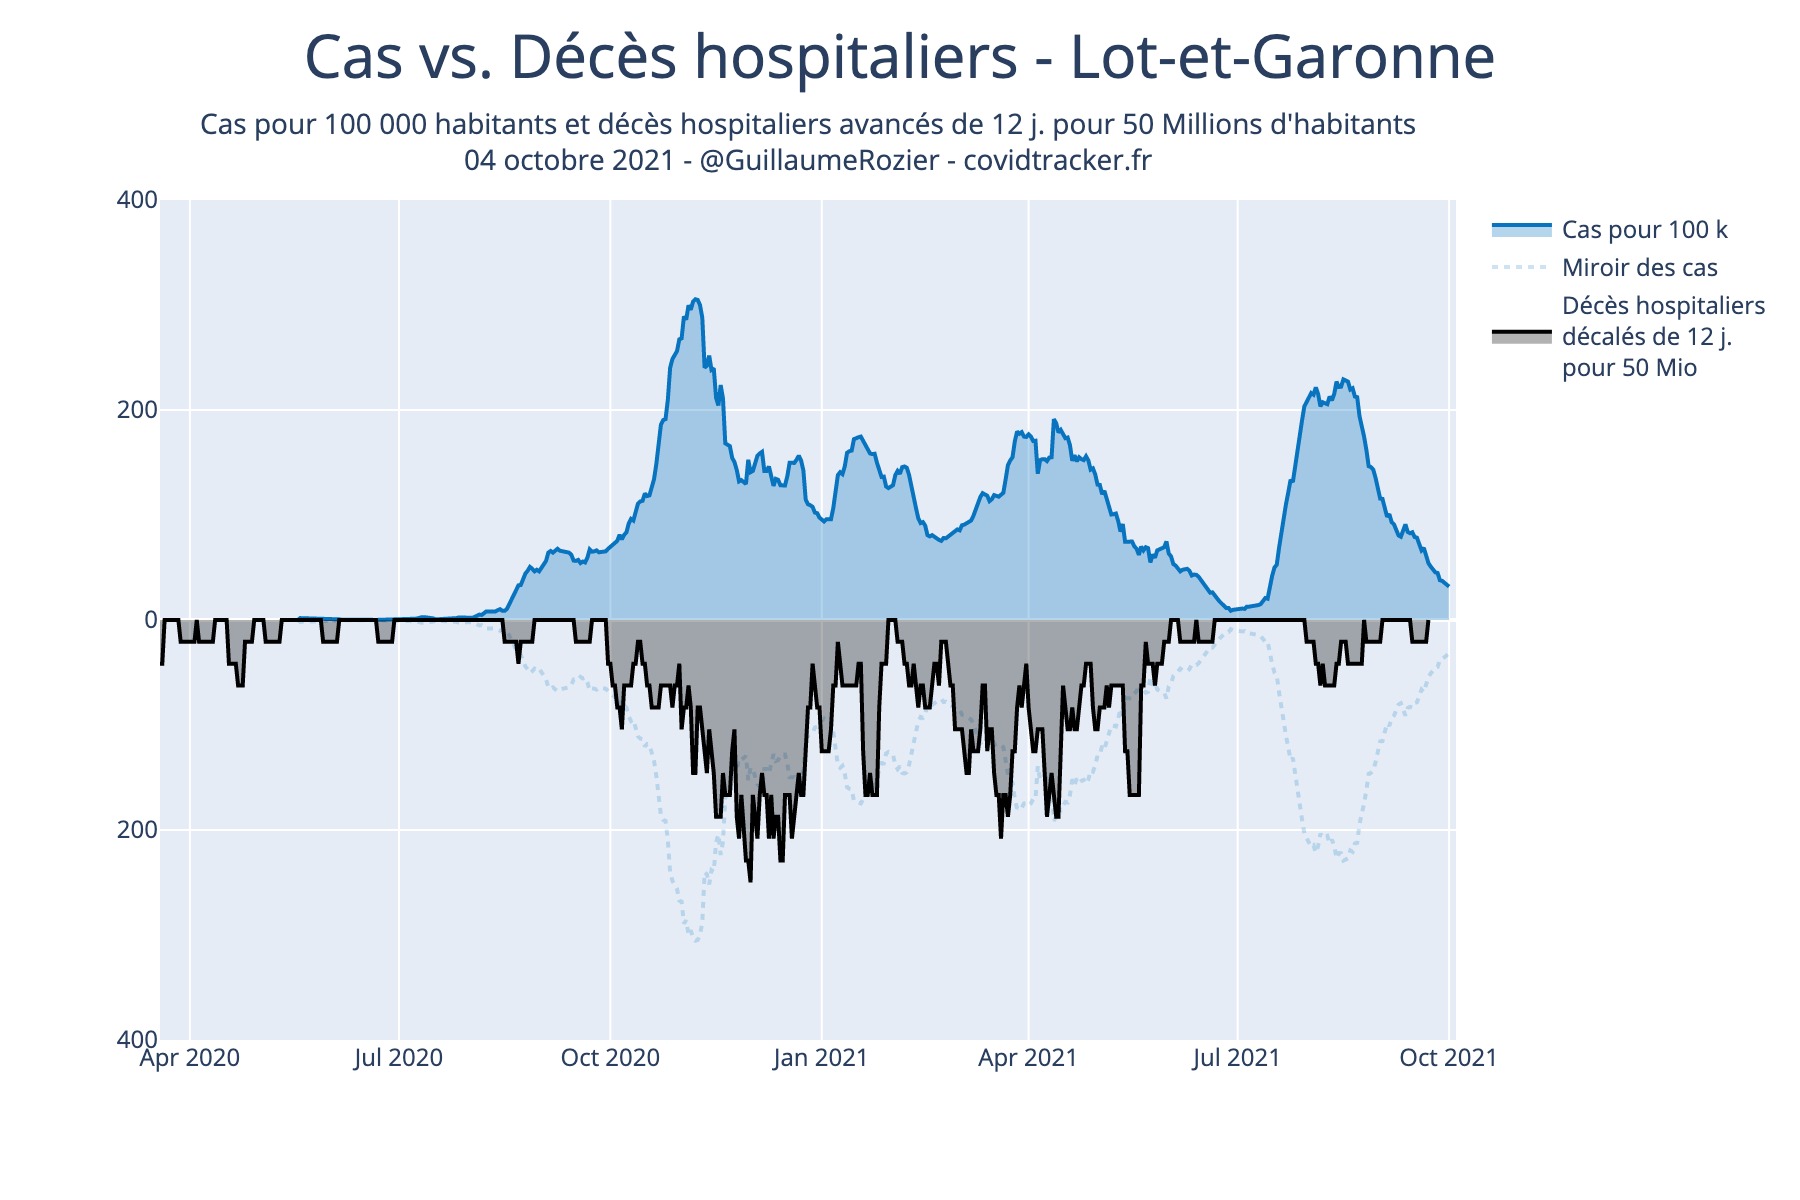 Cas vs. Décès hospitaliers - Lot-et-Garonne
Cas pour 100 000 habitants et décès hospitaliers avancés de 12 j. pour 50 Millions d'habitants
04 octobre 2021 - @GuillaumeRozier - covidtracker.fr
400
200
0
200
400
Apr 2020
Jul 2020
Oct 2020
Jan 2021
Apr 2021
Jul 2021
Oct 2021
Cas pour 100 k
Miroir des cas
Décès hospitaliers
décalés de 12 j.
pour 50 Mio